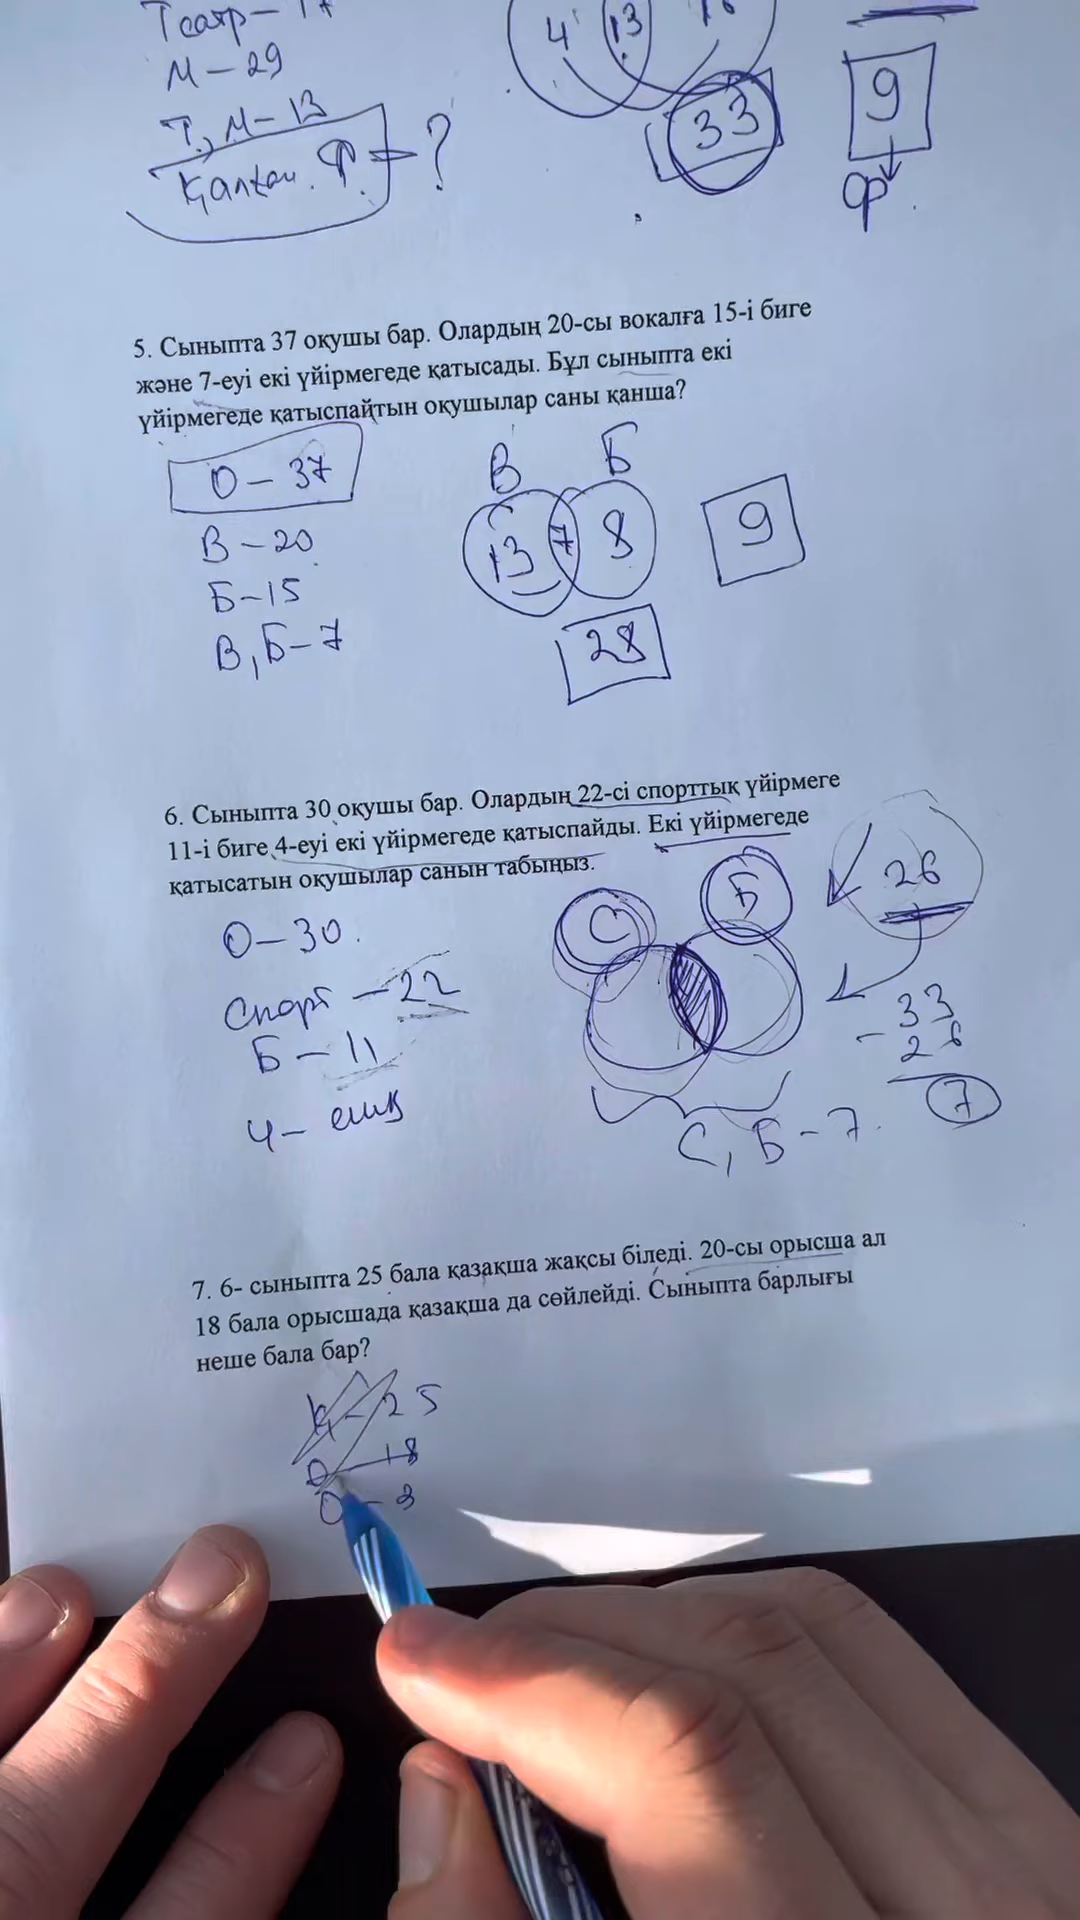 Театр – 17
М – 29
Т, М – 13
Қалған. Ф – ?
4 13 16
33
9
Ф
5. Сыныпта 37 оқушы бар. Олардың 20-сы вокалға 15-і биге
және 7-еуі екі үйірмегеде қатысады. Бұл сыныпта екі
үйірмегеде қатыспайтын оқушылар саны қанша?
О – 37
В – 20
Б – 15
В, Б – 7
В Б
13 7 8
28
9
6. Сыныпта 30 оқушы бар. Олардың 22-сі спорттық үйірмеге
11-і биге 4-еуі екі үйірмегеде қатыспайды. Екі үйірмегеде
қатысатын оқушылар санын табыңыз.
О – 30.
Спорт – 22
Б – 11
4 – ешқ
С Б
С, Б – 7.
26
– 33
26
7
7. 6- сыныпта 25 бала қазақша жақсы біледі. 20-сы орысша ал
18 бала орысшада қазақша да сөйлейді. Сыныпта барлығы
неше бала бар?
Қ – 25
О – 18
О –